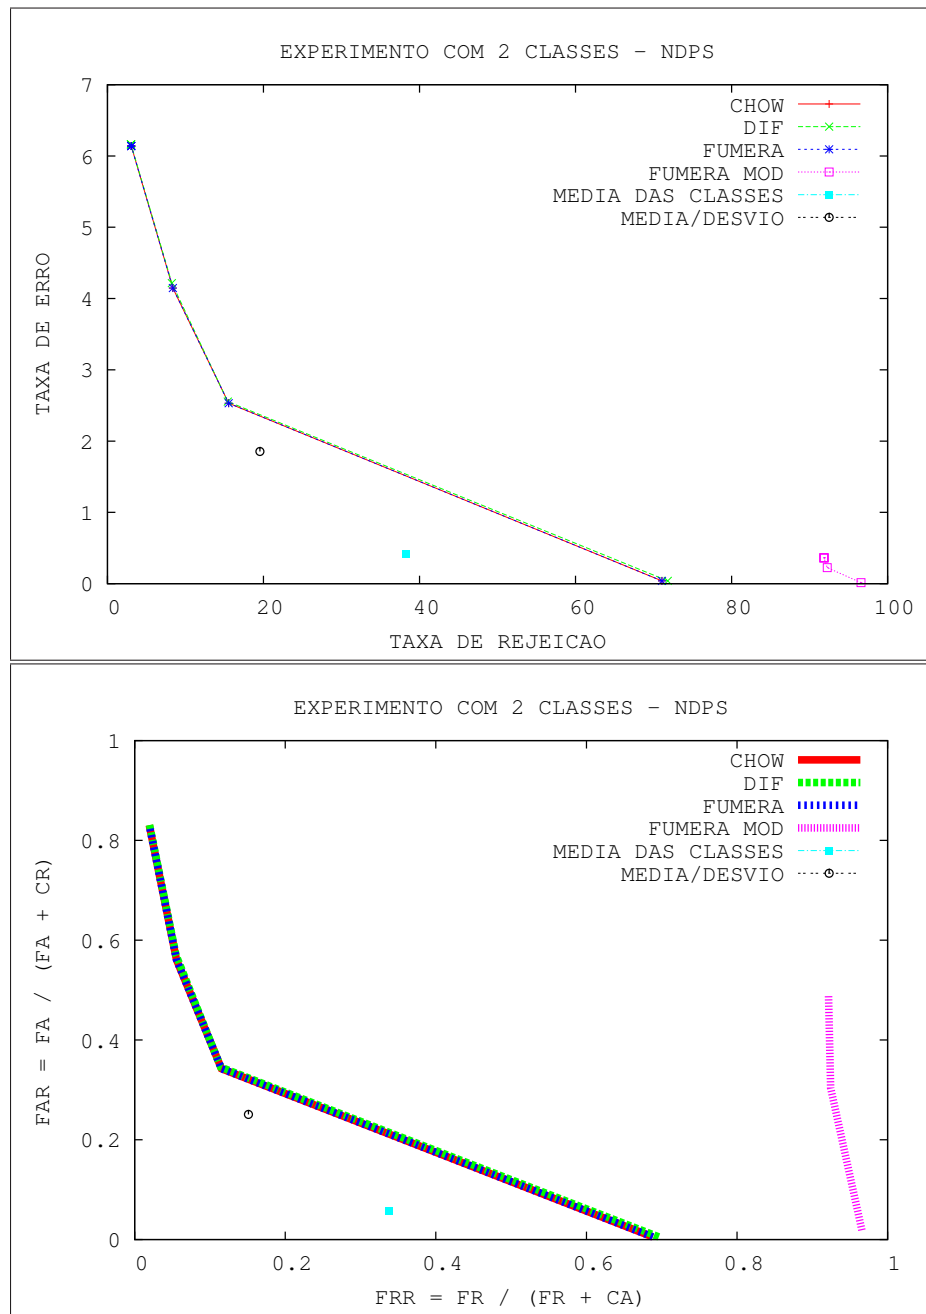 EXPERIMENTO COM 2 CLASSES - NDPS
7
6
5
4
3
2
1
0
TAXA DE ERRO
CHOW
DIF
FUMERA
FUMERA MOD
MEDIA DAS CLASSES
MEDIA/DESVIO
0 20 40 60 80 100
TAXA DE REJEICAO
EXPERIMENTO COM 2 CLASSES - NDPS
1
0.8
0.6
0.4
0.2
0
FAR = FA / (FA + CR)
CHOW
DIF
FUMERA
FUMERA MOD
MEDIA DAS CLASSES
MEDIA/DESVIO
0 0.2 0.4 0.6 0.8 1
FRR = FR / (FR + CA)